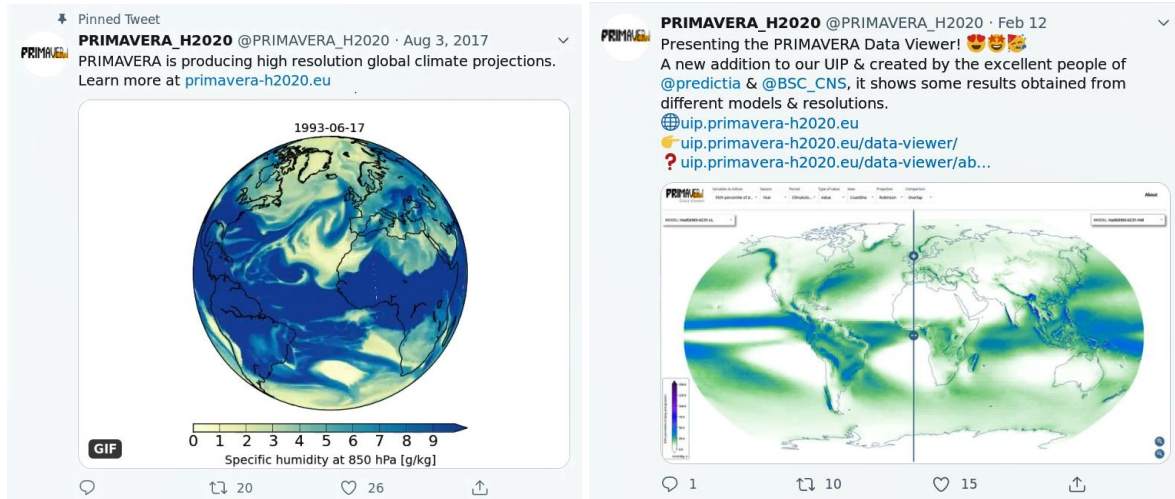 Pinned Tweet
PRIMAVERA_H2020 @PRIMAVERA_H2020 · Aug 3, 2017
PRIMAVERA is producing high resolution global climate projections.
Learn more at primavera-h2020.eu
1993-06-17
0 1 2 3 4 5 6 7 8 9
Specific humidity at 850 hPa [g/kg]
GIF
20 26
PRIMAVERA_H2020 @PRIMAVERA_H2020 · Feb 12
Presenting the PRIMAVERA Data Viewer! 😍🤩🥳
A new addition to our UIP & created by the excellent people of
@predictia & @BSC_CNS, it shows some results obtained from
different models & resolutions.
🌐uip.primavera-h2020.eu
👉uip.primavera-h2020.eu/data-viewer/
❓uip.primavera-h2020.eu/data-viewer/ab...
PRIMAVERA
Data Viewer
About
1 10 15